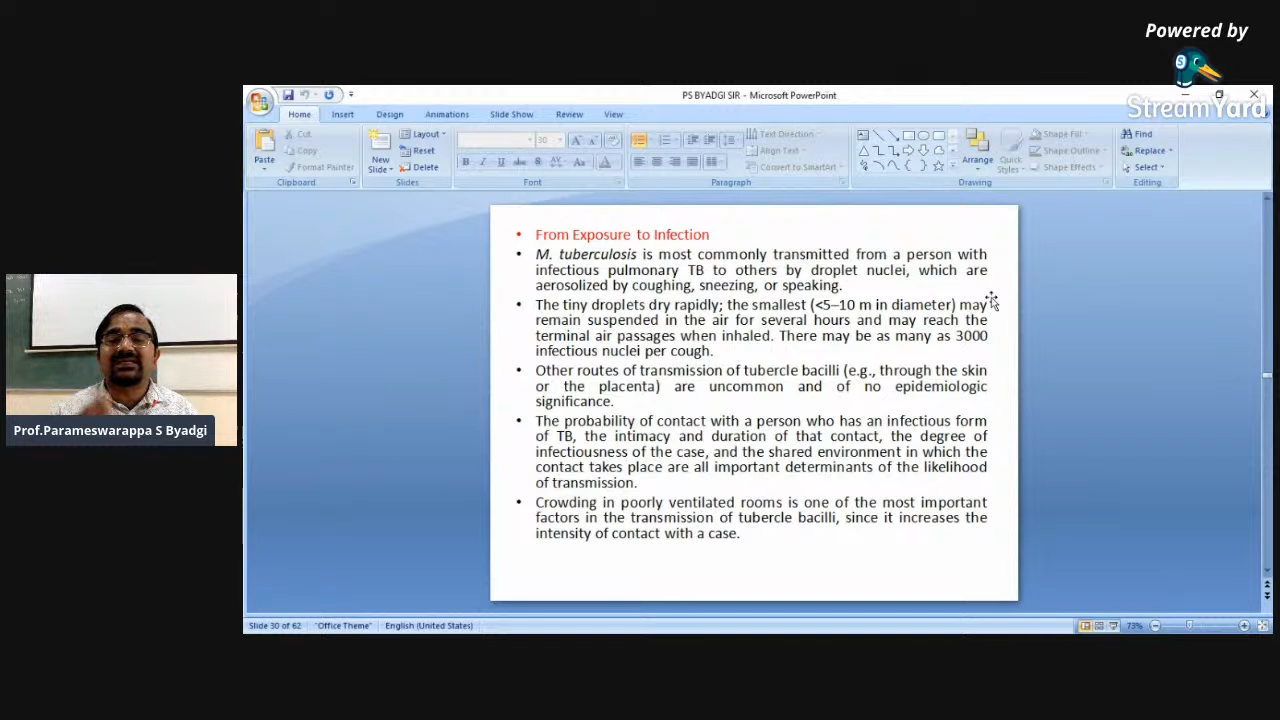 Powered by
StreamYard
PS BYADGI SIR - Microsoft PowerPoint
Home Insert Design Animations Slide Show Review View
Paste
Cut
Copy
Format Painter
Clipboard
New Slide
Layout
Reset
Delete
Slides
30
Font
Text Direction
Align Text
Convert to SmartArt
Paragraph
Arrange
Quick Styles
Shape Fill
Shape Outline
Shape Effects
Drawing
Find
Replace
Select
Editing
• From Exposure to Infection
• M. tuberculosis is most commonly transmitted from a person with
infectious pulmonary TB to others by droplet nuclei, which are
aerosolized by coughing, sneezing, or speaking.
• The tiny droplets dry rapidly; the smallest (<5–10 m in diameter) may
remain suspended in the air for several hours and may reach the
terminal air passages when inhaled. There may be as many as 3000
infectious nuclei per cough.
• Other routes of transmission of tubercle bacilli (e.g., through the skin
or the placenta) are uncommon and of no epidemiologic
significance.
• The probability of contact with a person who has an infectious form
of TB, the intimacy and duration of that contact, the degree of
infectiousness of the case, and the shared environment in which the
contact takes place are all important determinants of the likelihood
of transmission.
• Crowding in poorly ventilated rooms is one of the most important
factors in the transmission of tubercle bacilli, since it increases the
intensity of contact with a case.
Prof.Parameswarappa S Byadgi
Slide 30 of 62 "Office Theme" English (United States) 73%